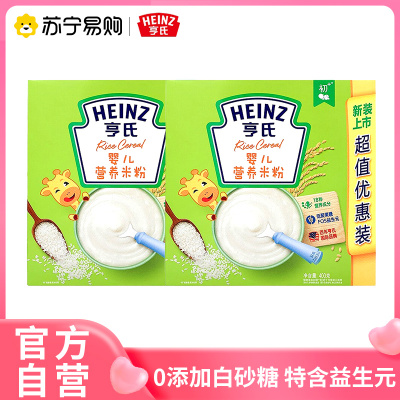 苏宁易购 HEINZ 亨氏
HEINZ
亨氏
Rice Cereal
婴儿
营养米粉
HEINZ
亨氏
Rice Cereal
婴儿
营养米粉
初
新装上市
超值优惠装
官方自营
0添加白砂糖 特含益生元